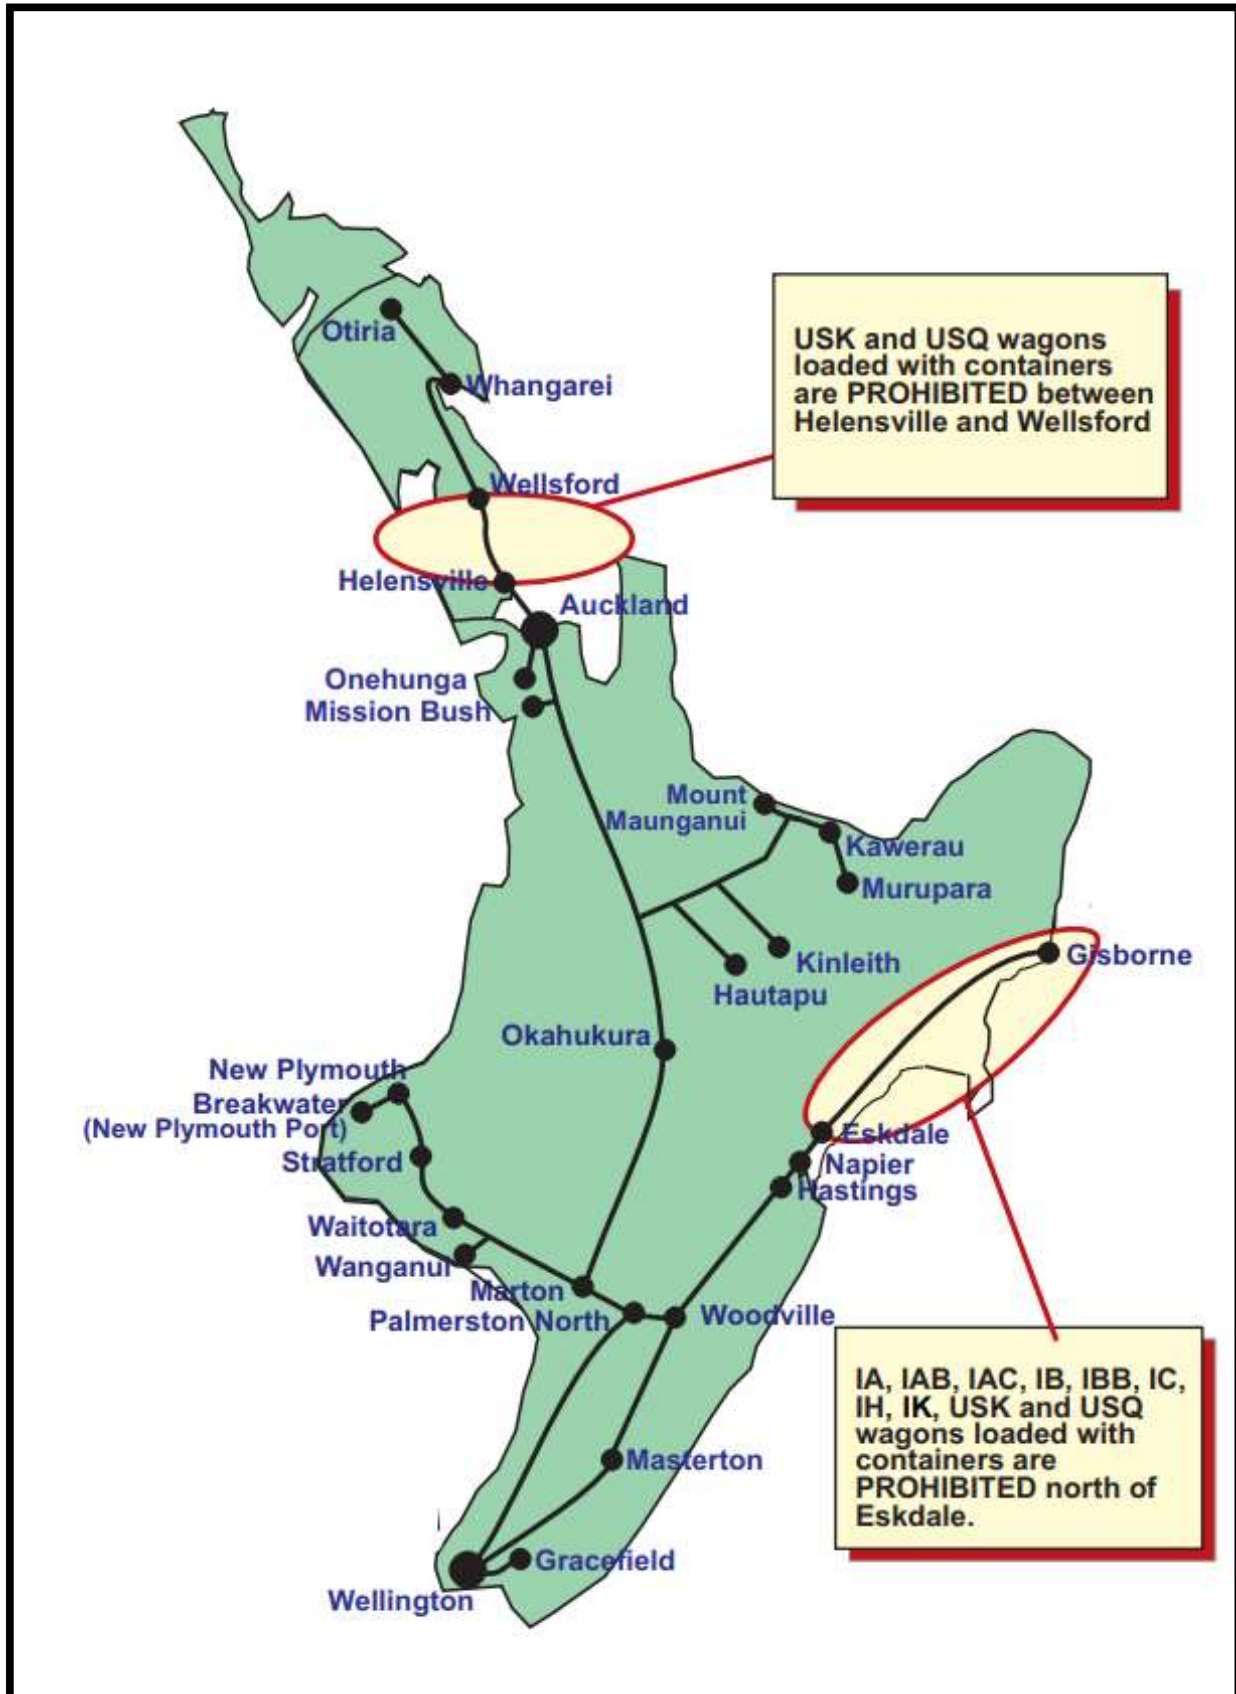 Otiria
Whangarei
USK and USQ wagons
loaded with containers
are PROHIBITED between
Helensville and Wellsford
Wellsford
Helensville
Auckland
Onehunga
Mission Bush
Mount
Maunganui
Kawerau
Murupara
Kinleith
Hautapu
Gisborne
Okahukura
New Plymouth
Breakwater
(New Plymouth Port)
Stratford
Eskdale
Napier
Hastings
Waitotara
Wanganui
Marton
Palmerston North
Woodville
IA, IAB, IAC, IB, IBB, IC,
IH, IK, USK and USQ
wagons loaded with
containers are
PROHIBITED north of
Eskdale.
Masterton
Gracefield
Wellington